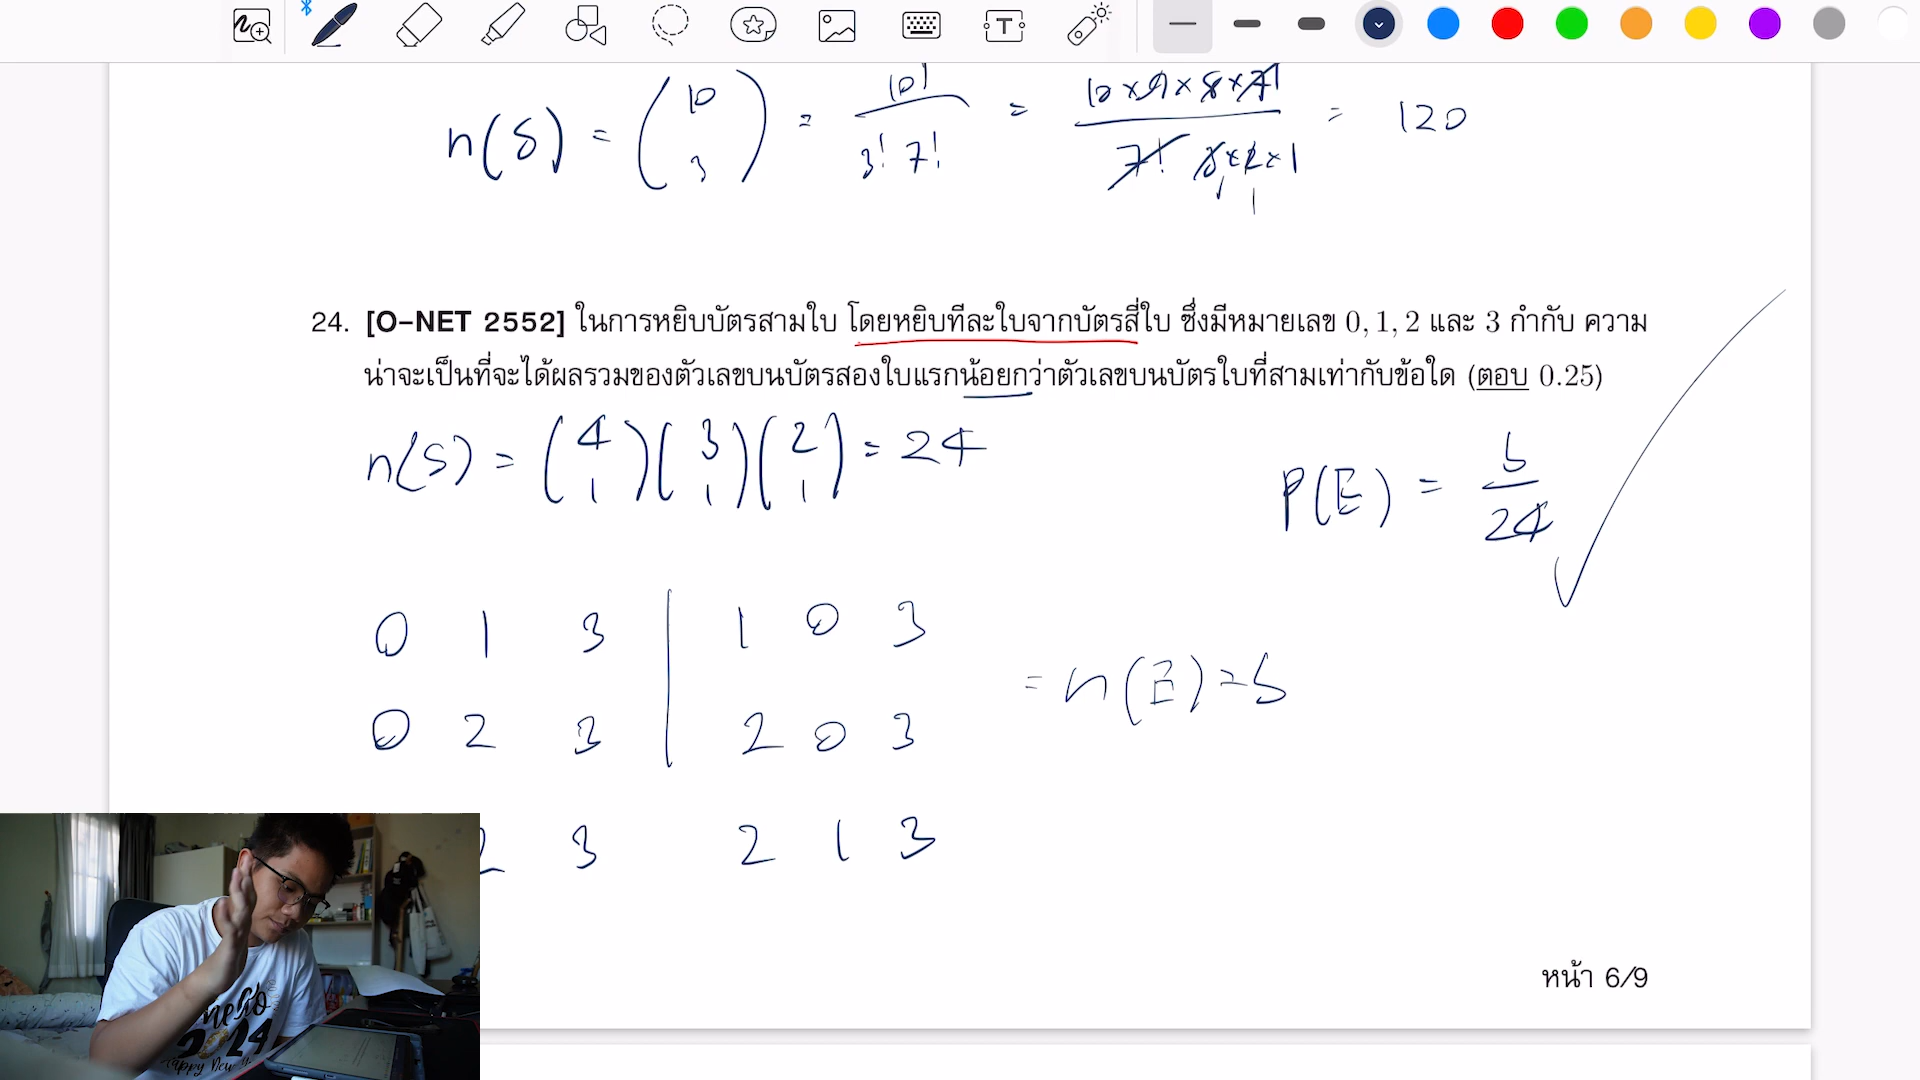 n(S) = (10 3) = 10! / 3! 7! = 10×9×8×7! / 7! 3×2×1 = 120
24. [O-NET 2552] ในการหยิบบัตรสามใบ โดยหยิบทีละใบจากบัตรสี่ใบ ซึ่งมีหมายเลข 0, 1, 2 และ 3 กำกับ ความ
น่าจะเป็นที่จะได้ผลรวมของตัวเลขบนบัตรสองใบแรกน้อยกว่าตัวเลขบนบัตรใบที่สามเท่ากับข้อใด (ตอบ 0.25)
n(S) = (4 1)(3 1)(2 1) = 24
P(E) = 6/24
0 1 3 | 1 0 3
= n(E) = 6
0 2 3 | 2 0 3
2 3 2 1 3
หน้า 6/9
hello
2024
Happy New